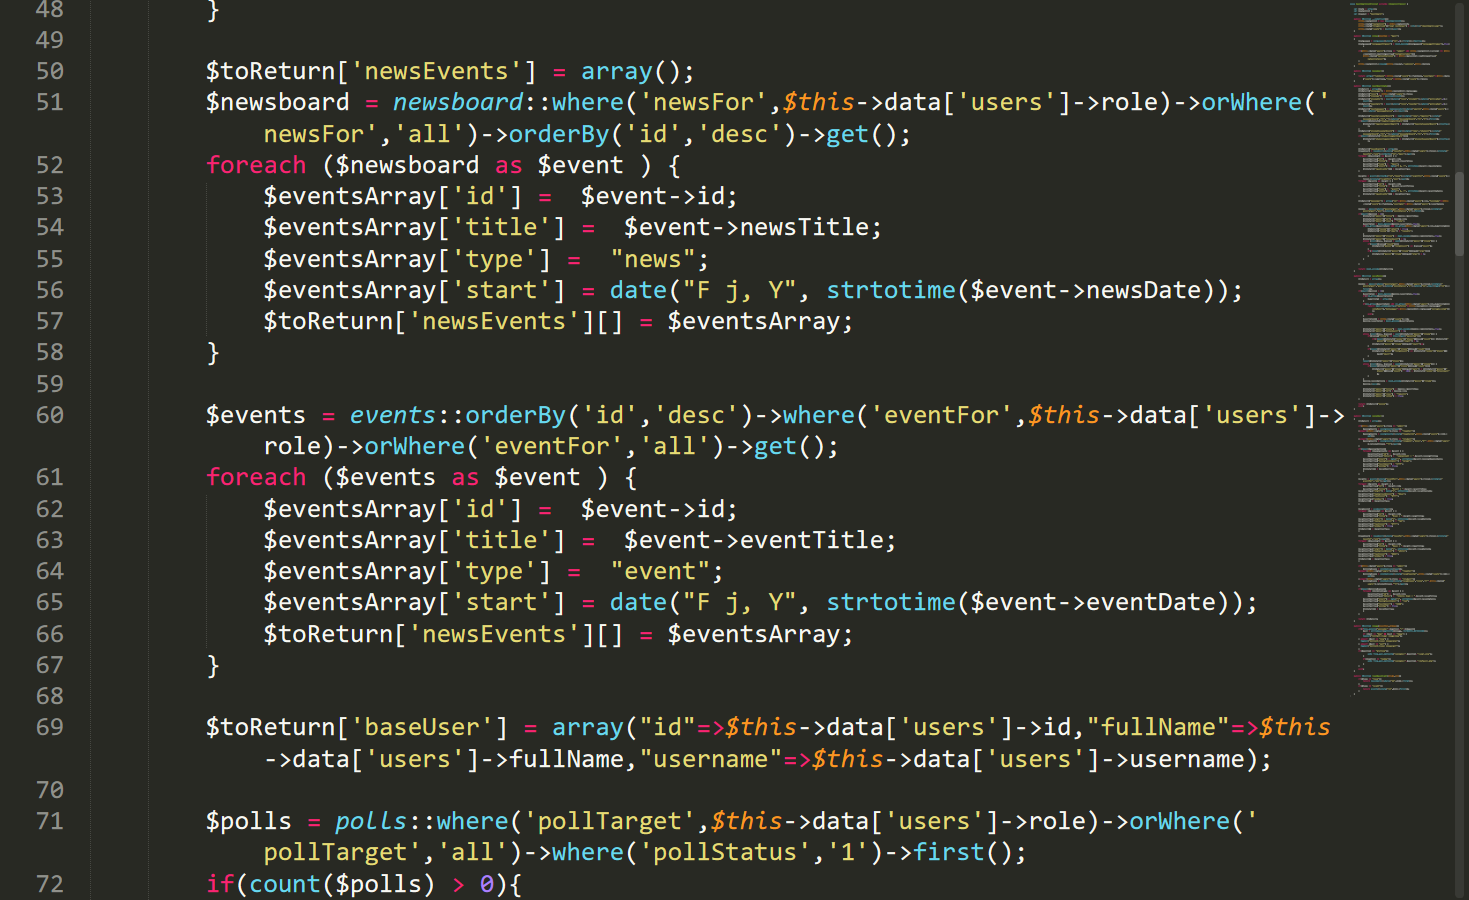 48 }
49
50 $toReturn['newsEvents'] = array();
51 $newsboard = newsboard::where('newsFor',$this->data['users']->role)->orWhere('
newsFor','all')->orderBy('id','desc')->get();
52 foreach ($newsboard as $event ) {
53 $eventsArray['id'] =  $event->id;
54 $eventsArray['title'] =  $event->newsTitle;
55 $eventsArray['type'] =  "news";
56 $eventsArray['start'] = date("F j, Y", strtotime($event->newsDate));
57 $toReturn['newsEvents'][] = $eventsArray;
58 }
59
60 $events = events::orderBy('id','desc')->where('eventFor',$this->data['users']->
role)->orWhere('eventFor','all')->get();
61 foreach ($events as $event ) {
62 $eventsArray['id'] =  $event->id;
63 $eventsArray['title'] =  $event->eventTitle;
64 $eventsArray['type'] =  "event";
65 $eventsArray['start'] = date("F j, Y", strtotime($event->eventDate));
66 $toReturn['newsEvents'][] = $eventsArray;
67 }
68
69 $toReturn['baseUser'] = array("id"=>$this->data['users']->id,"fullName"=>$this
->data['users']->fullName,"username"=>$this->data['users']->username);
70
71 $polls = polls::where('pollTarget',$this->data['users']->role)->orWhere('
pollTarget','all')->where('pollStatus','1')->first();
72 if(count($polls) > 0){